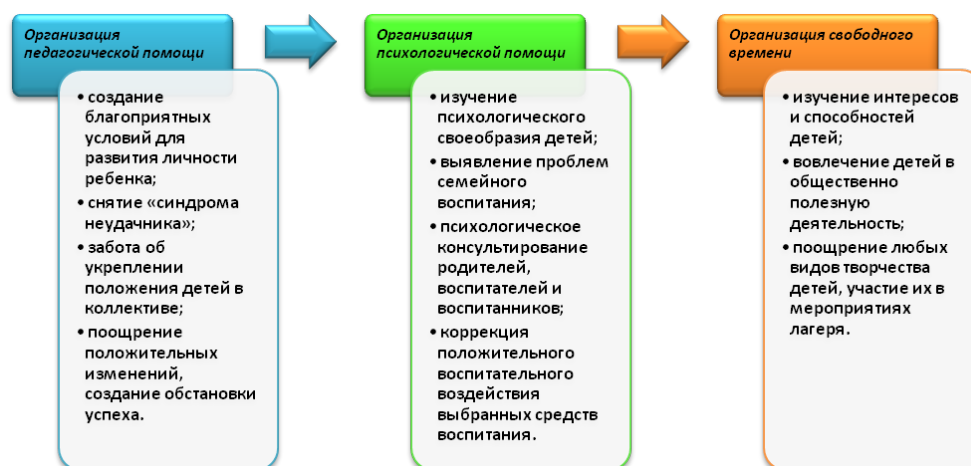 Организация
педагогической помощи
• создание
благоприятных
условий для
развития личности
ребенка;
• снятие «синдрома
неудачника»;
• забота об
укреплении
положения детей в
коллективе;
• поощрение
положительных
изменений,
создание обстановки
успеха.
Организация
психологической помощи
• изучение
психологического
своеобразия детей;
• выявление проблем
семейного
воспитания;
• психологическое
консультирование
родителей,
воспитателей и
воспитанников;
• коррекция
положительного
воспитательного
воздействия
выбранных средств
воспитания.
Организация свободного
времени
• изучение интересов
и способностей
детей;
• вовлечение детей в
общественно
полезную
деятельность;
• поощрение любых
видов творчества
детей, участие их в
мероприятиях
лагеря.